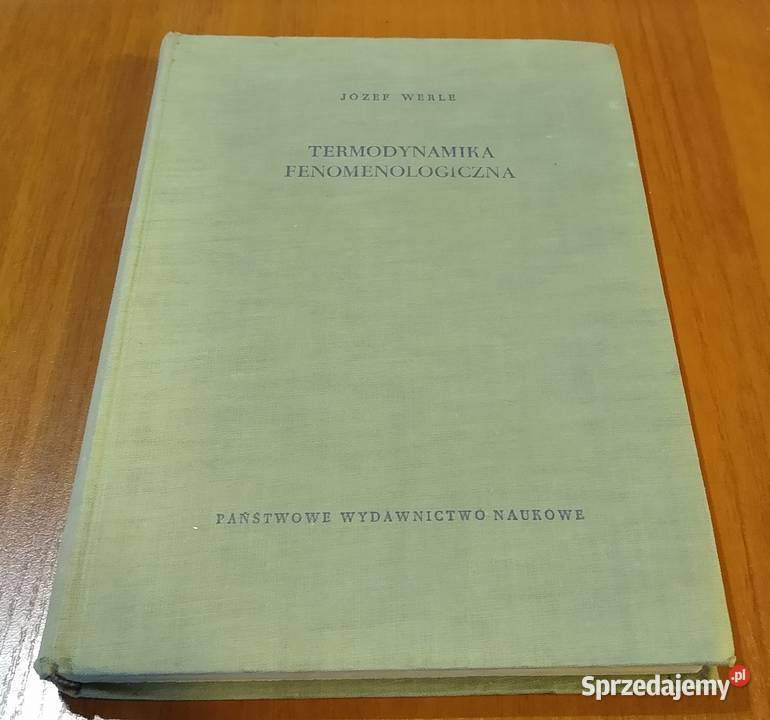 JÓZEF WERLE
TERMODYNAMIKA
FENOMENOLOGICZNA
PAŃSTWOWE WYDAWNICTWO NAUKOWE
Sprzedajemy.pl